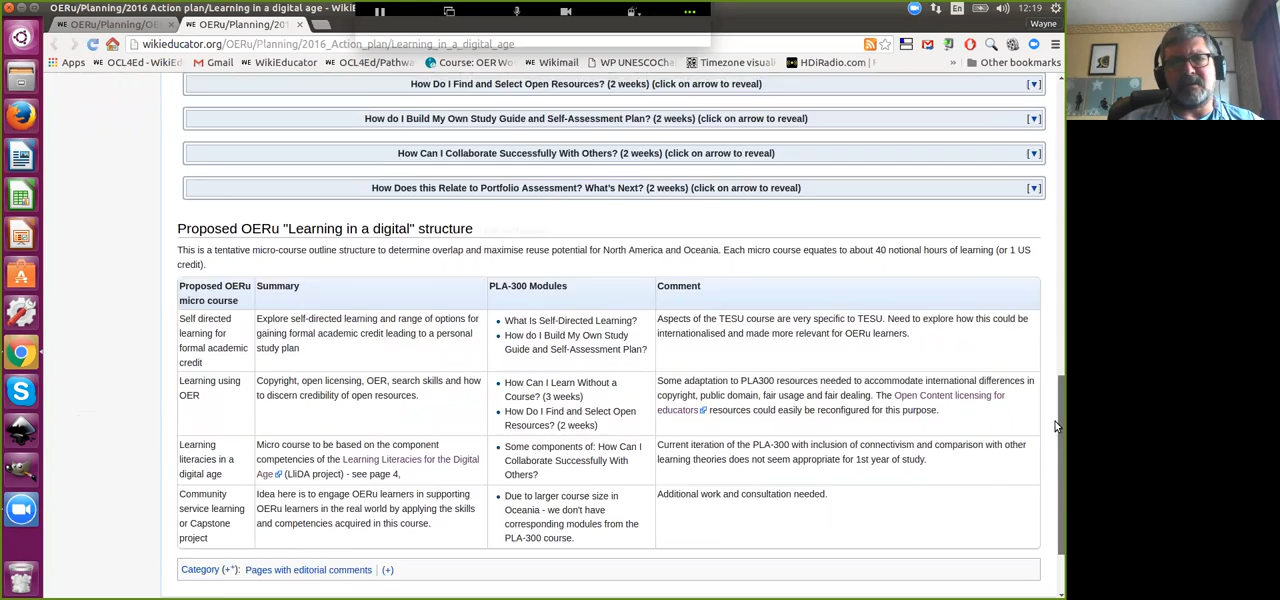 OERu/Planning/2016 Action plan/Learning in a digital age - WikiE
En
12:19
WE OERu/Planning/OER
WE OERu/Planning/201
Wayne
wikieducator.org/OERu/Planning/2016_Action_plan/Learning_in_a_digital_age
Apps
WE OCL4Ed - WikiEd
Gmail
WE WikiEducator
WE OCL4Ed/Pathwa
Course: OER Wo
WE Wikimail
WP UNESCOCha
Timezone visuali
HDiRadio.com | F
»
Other bookmarks
How Do I Find and Select Open Resources? (2 weeks) (click on arrow to reveal) [▼]
How do I Build My Own Study Guide and Self-Assessment Plan? (2 weeks) (click on arrow to reveal) [▼]
How Can I Collaborate Successfully With Others? (2 weeks) (click on arrow to reveal) [▼]
How Does this Relate to Portfolio Assessment? What's Next? (2 weeks) (click on arrow to reveal) [▼]
Proposed OERu "Learning in a digital" structure
This is a tentative micro-course outline structure to determine overlap and maximise reuse potential for North America and Oceania. Each micro course equates to about 40 notional hours of learning (or 1 US
credit).
Proposed OERu
micro course
Summary
PLA-300 Modules
Comment
Self directed
learning for
formal academic
credit
Explore self-directed learning and range of options for
gaining formal academic credit leading to a personal
study plan
• What Is Self-Directed Learning?
• How do I Build My Own Study
Guide and Self-Assessment Plan?
Aspects of the TESU course are very specific to TESU. Need to explore how this could be
internationalised and made more relevant for OERu learners.
Learning using
OER
Copyright, open licensing, OER, search skills and how
to discern credibility of open resources.
• How Can I Learn Without a
Course? (3 weeks)
• How Do I Find and Select Open
Resources? (2 weeks)
Some adaptation to PLA300 resources needed to accommodate international differences in
copyright, public domain, fair usage and fair dealing. The Open Content licensing for
educators resources could easily be reconfigured for this purpose.
Learning
literacies in a
digital age
Micro course to be based on the component
competencies of the Learning Literacies for the Digital
Age (LliDA project) - see page 4,
• Some components of: How Can I
Collaborate Successfully With
Others?
Current iteration of the PLA-300 with inclusion of connectivism and comparison with other
learning theories does not seem appropriate for 1st year of study.
Community
service learning
or Capstone
project
Idea here is to engage OERu learners in supporting
OERu learners in the real world by applying the skills
and competencies acquired in this course.
• Due to larger course size in
Oceania - we don't have
corresponding modules from the
PLA-300 course.
Additional work and consultation needed.
Category (+⁺): Pages with editorial comments (+)